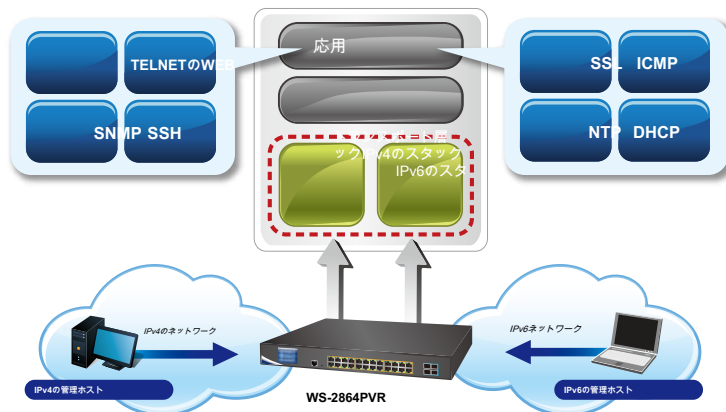 応用
TELNETのWEB
SSL ICMP
SNMP SSH
NTP DHCP
ックIPv4のスタック
IPv6のスタ
IPv4のネットワーク
IPv6ネットワーク
IPv4の管理ホスト
IPv6の管理ホスト
WS-2864PVR